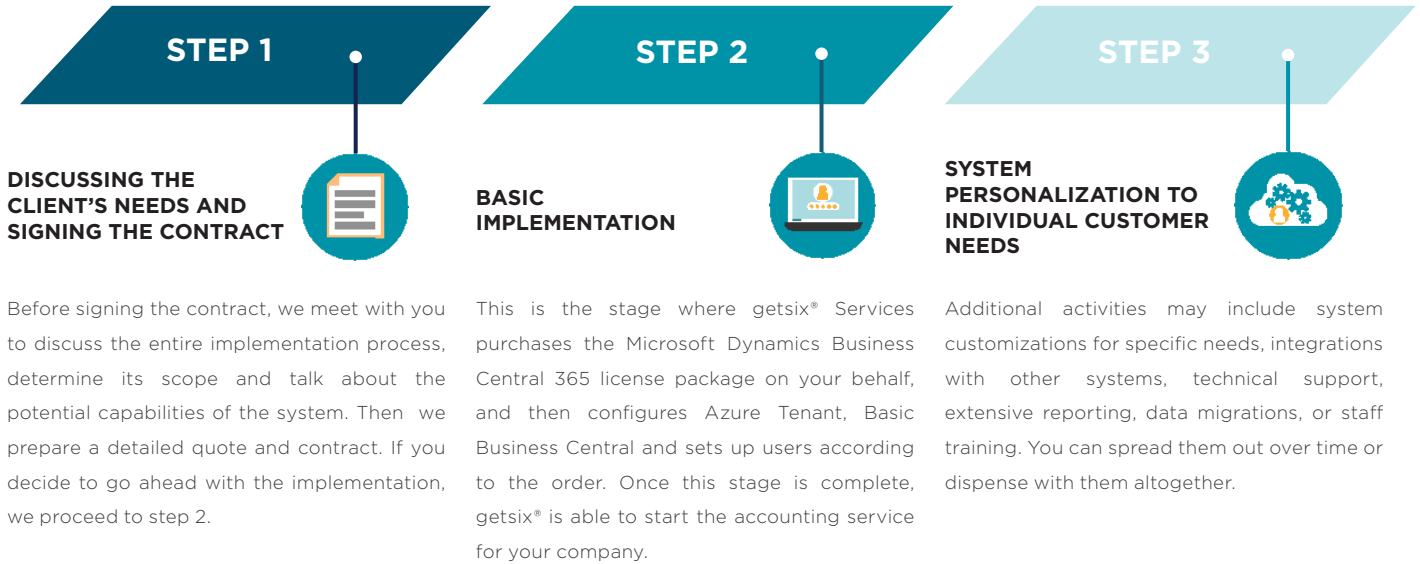 STEP 1
DISCUSSING THE
CLIENT'S NEEDS AND
SIGNING THE CONTRACT
Before signing the contract, we meet with you
to discuss the entire implementation process,
determine its scope and talk about the
potential capabilities of the system. Then we
prepare a detailed quote and contract. If you
decide to go ahead with the implementation,
we proceed to step 2.
STEP 2
BASIC
IMPLEMENTATION
This is the stage where getsix® Services
purchases the Microsoft Dynamics Business
Central 365 license package on your behalf,
and then configures Azure Tenant, Basic
Business Central and sets up users according
to the order. Once this stage is complete,
getsix® is able to start the accounting service
for your company.
STEP 3
SYSTEM
PERSONALIZATION TO
INDIVIDUAL CUSTOMER
NEEDS
Additional activities may include system
customizations for specific needs, integrations
with other systems, technical support,
extensive reporting, data migrations, or staff
training. You can spread them out over time or
dispense with them altogether.